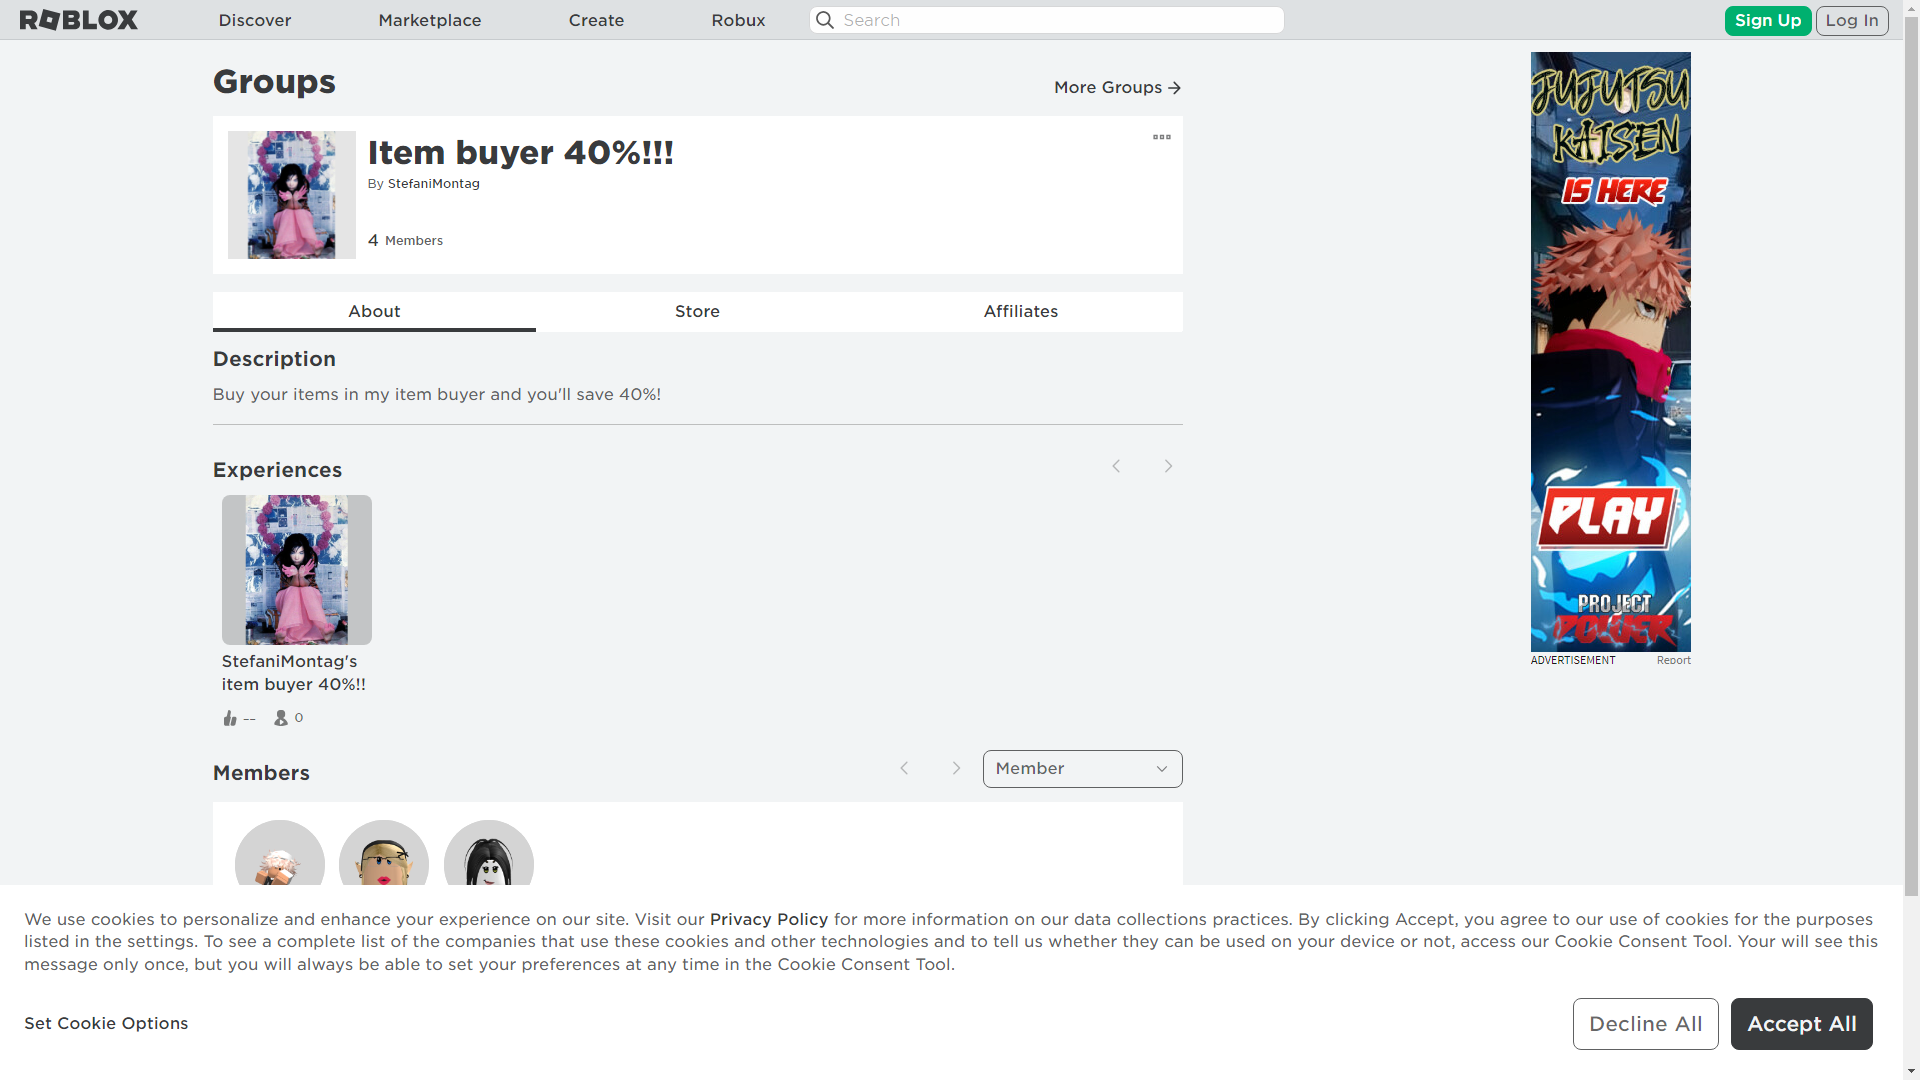 ROBLOX
Discover
Marketplace
Create
Robux
Search
Sign Up
Log In
Groups
More Groups
Item buyer 40%!!!
By StefaniMontag
4 Members
About
Store
Affiliates
Description
Buy your items in my item buyer and you'll save 40%!
Experiences
StefaniMontag's
item buyer 40%!!
--
0
Members
Member
JUJUTSU
KAISEN
IS HERE
PLAY
PROJECT
POWER
ADVERTISEMENT
Report
We use cookies to personalize and enhance your experience on our site. Visit our Privacy Policy for more information on our data collections practices. By clicking Accept, you agree to our use of cookies for the purposes
listed in the settings. To see a complete list of the companies that use these cookies and other technologies and to tell us whether they can be used on your device or not, access our Cookie Consent Tool. Your will see this
message only once, but you will always be able to set your preferences at any time in the Cookie Consent Tool.
Set Cookie Options
Decline All
Accept All